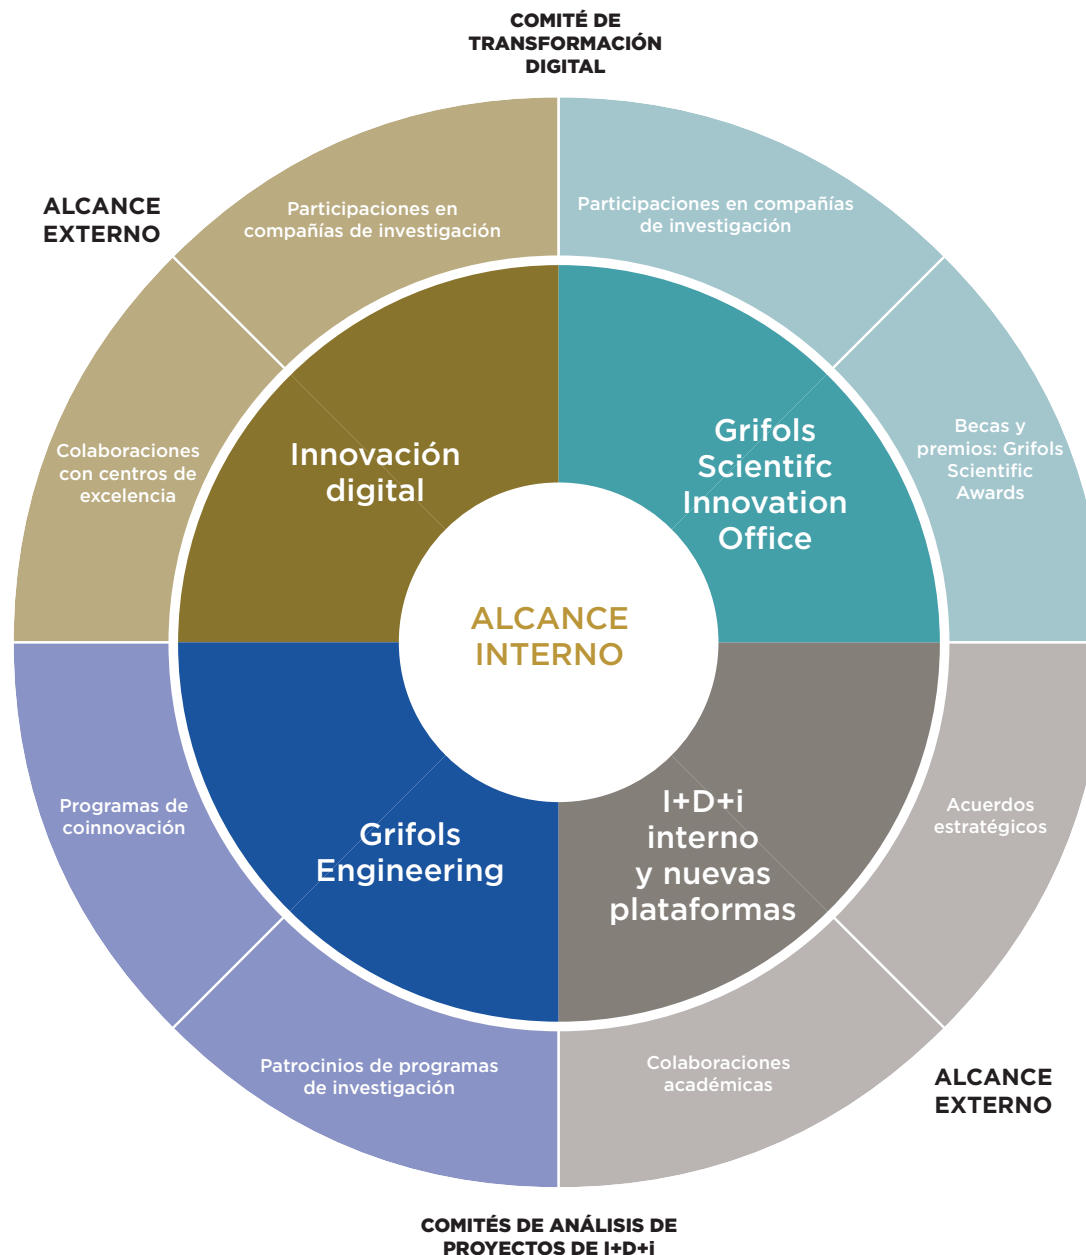 COMITÉ DE
TRANSFORMACIÓN
DIGITAL
ALCANCE
EXTERNO
Participaciones en
compañías de investigación
Participaciones en compañías
de investigación
Colaboraciones
con centros de
excelencia
Innovación
digital
Grifols
Scientifc
Innovation
Office
Becas y
premios: Grifols
Scientific
Awards
ALCANCE
INTERNO
Programas de
coinnovación
Grifols
Engineering
I+D+i
interno
y nuevas
plataformas
Acuerdos
estratégicos
Patrocinios de programas
de investigación
Colaboraciones
académicas
ALCANCE
EXTERNO
COMITÉS DE ANÁLISIS DE
PROYECTOS DE I+D+i